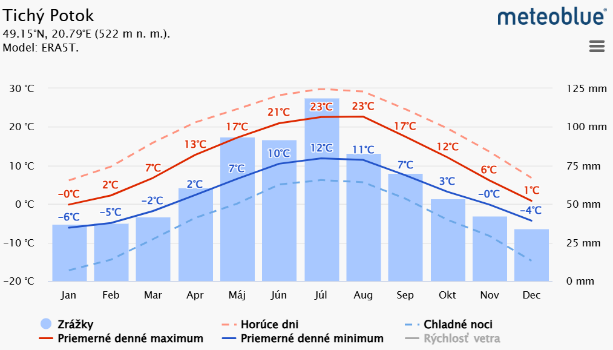 Tichý Potok
49.15°N, 20.79°E (522 m n. m.).
Model: ERA5T.
meteoblue®
30 °C
20 °C
10 °C
0 °C
−10 °C
−20 °C
125 mm
100 mm
75 mm
50 mm
25 mm
0 mm
−0°C 2°C 7°C 13°C 17°C 21°C 23°C 23°C 17°C 12°C 6°C 1°C
−6°C −5°C −2°C 2°C 7°C 10°C 12°C 11°C 7°C 3°C −0°C −4°C
Jan Feb Mar Apr Máj Jún Júl Aug Sep Okt Nov Dec
Zrážky Horúce dni Chladné noci
Priemerné denné maximum Priemerné denné minimum Rýchlosť vetra